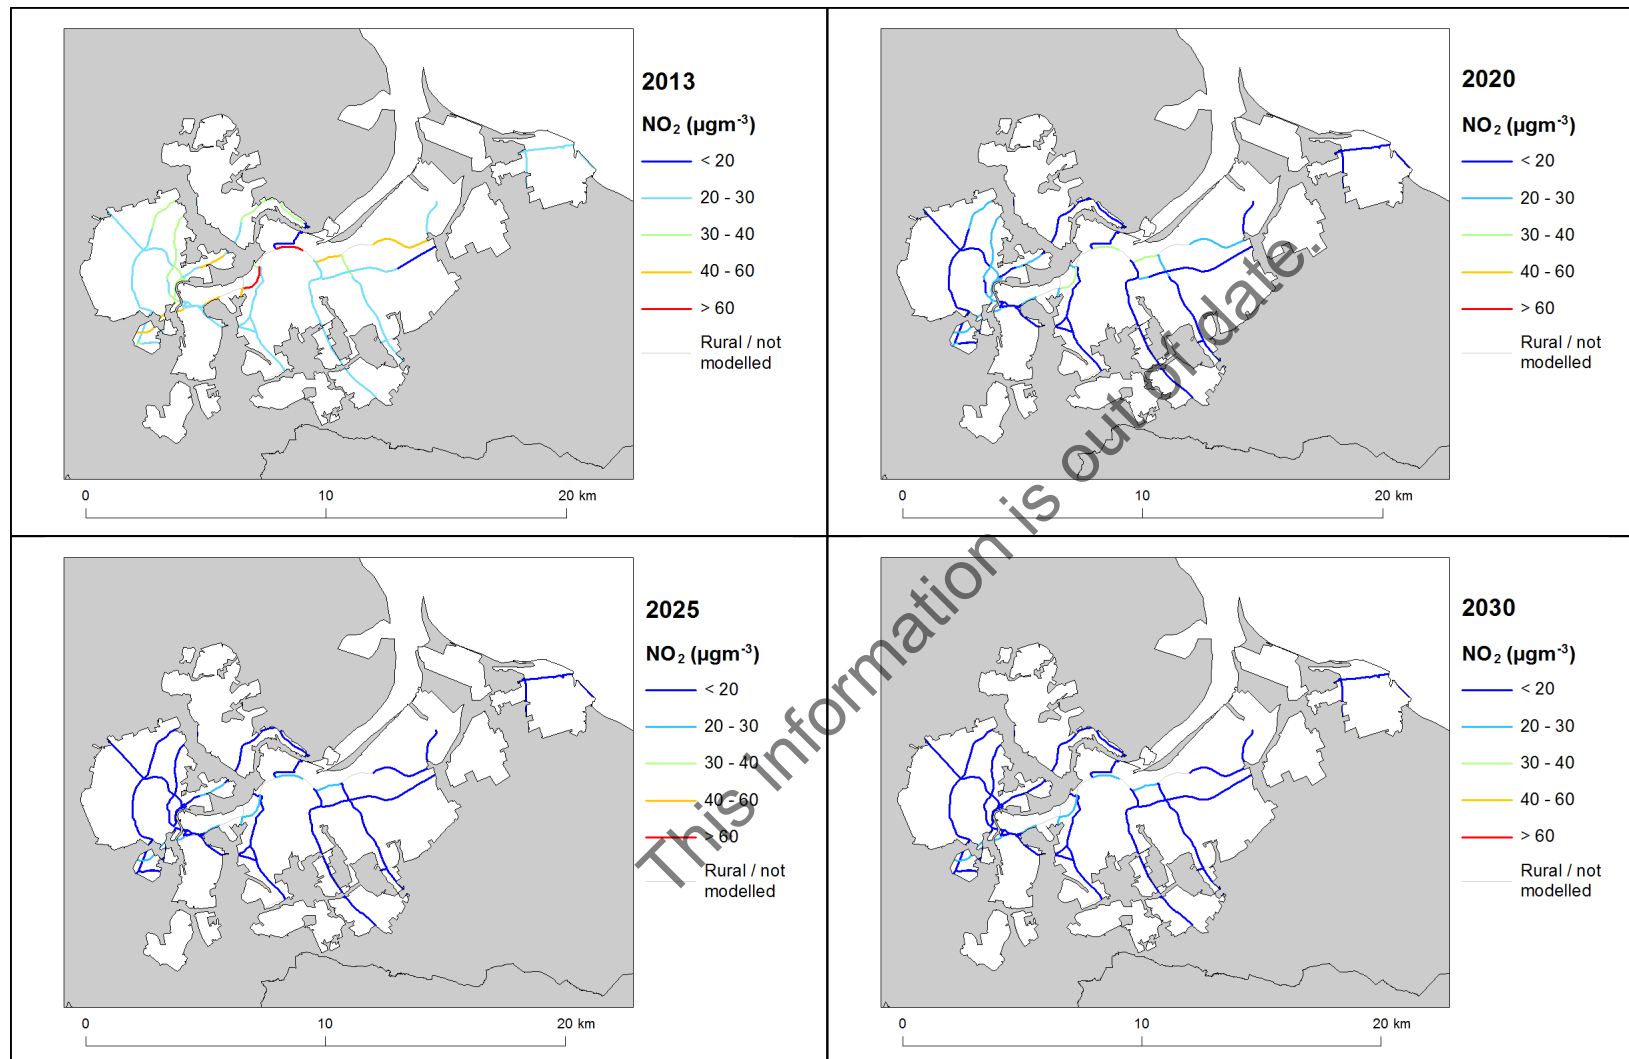 2013
NO₂ (µgm⁻³)
< 20
20 - 30
30 - 40
40 - 60
> 60
Rural / not
modelled
0 10 20 km
2020
NO₂ (µgm⁻³)
< 20
20 - 30
30 - 40
40 - 60
> 60
Rural / not
modelled
0 10 20 km
2025
NO₂ (µgm⁻³)
< 20
20 - 30
30 - 40
40 - 60
> 60
Rural / not
modelled
0 10 20 km
2030
NO₂ (µgm⁻³)
< 20
20 - 30
30 - 40
40 - 60
> 60
Rural / not
modelled
0 10 20 km
This information is out of date.